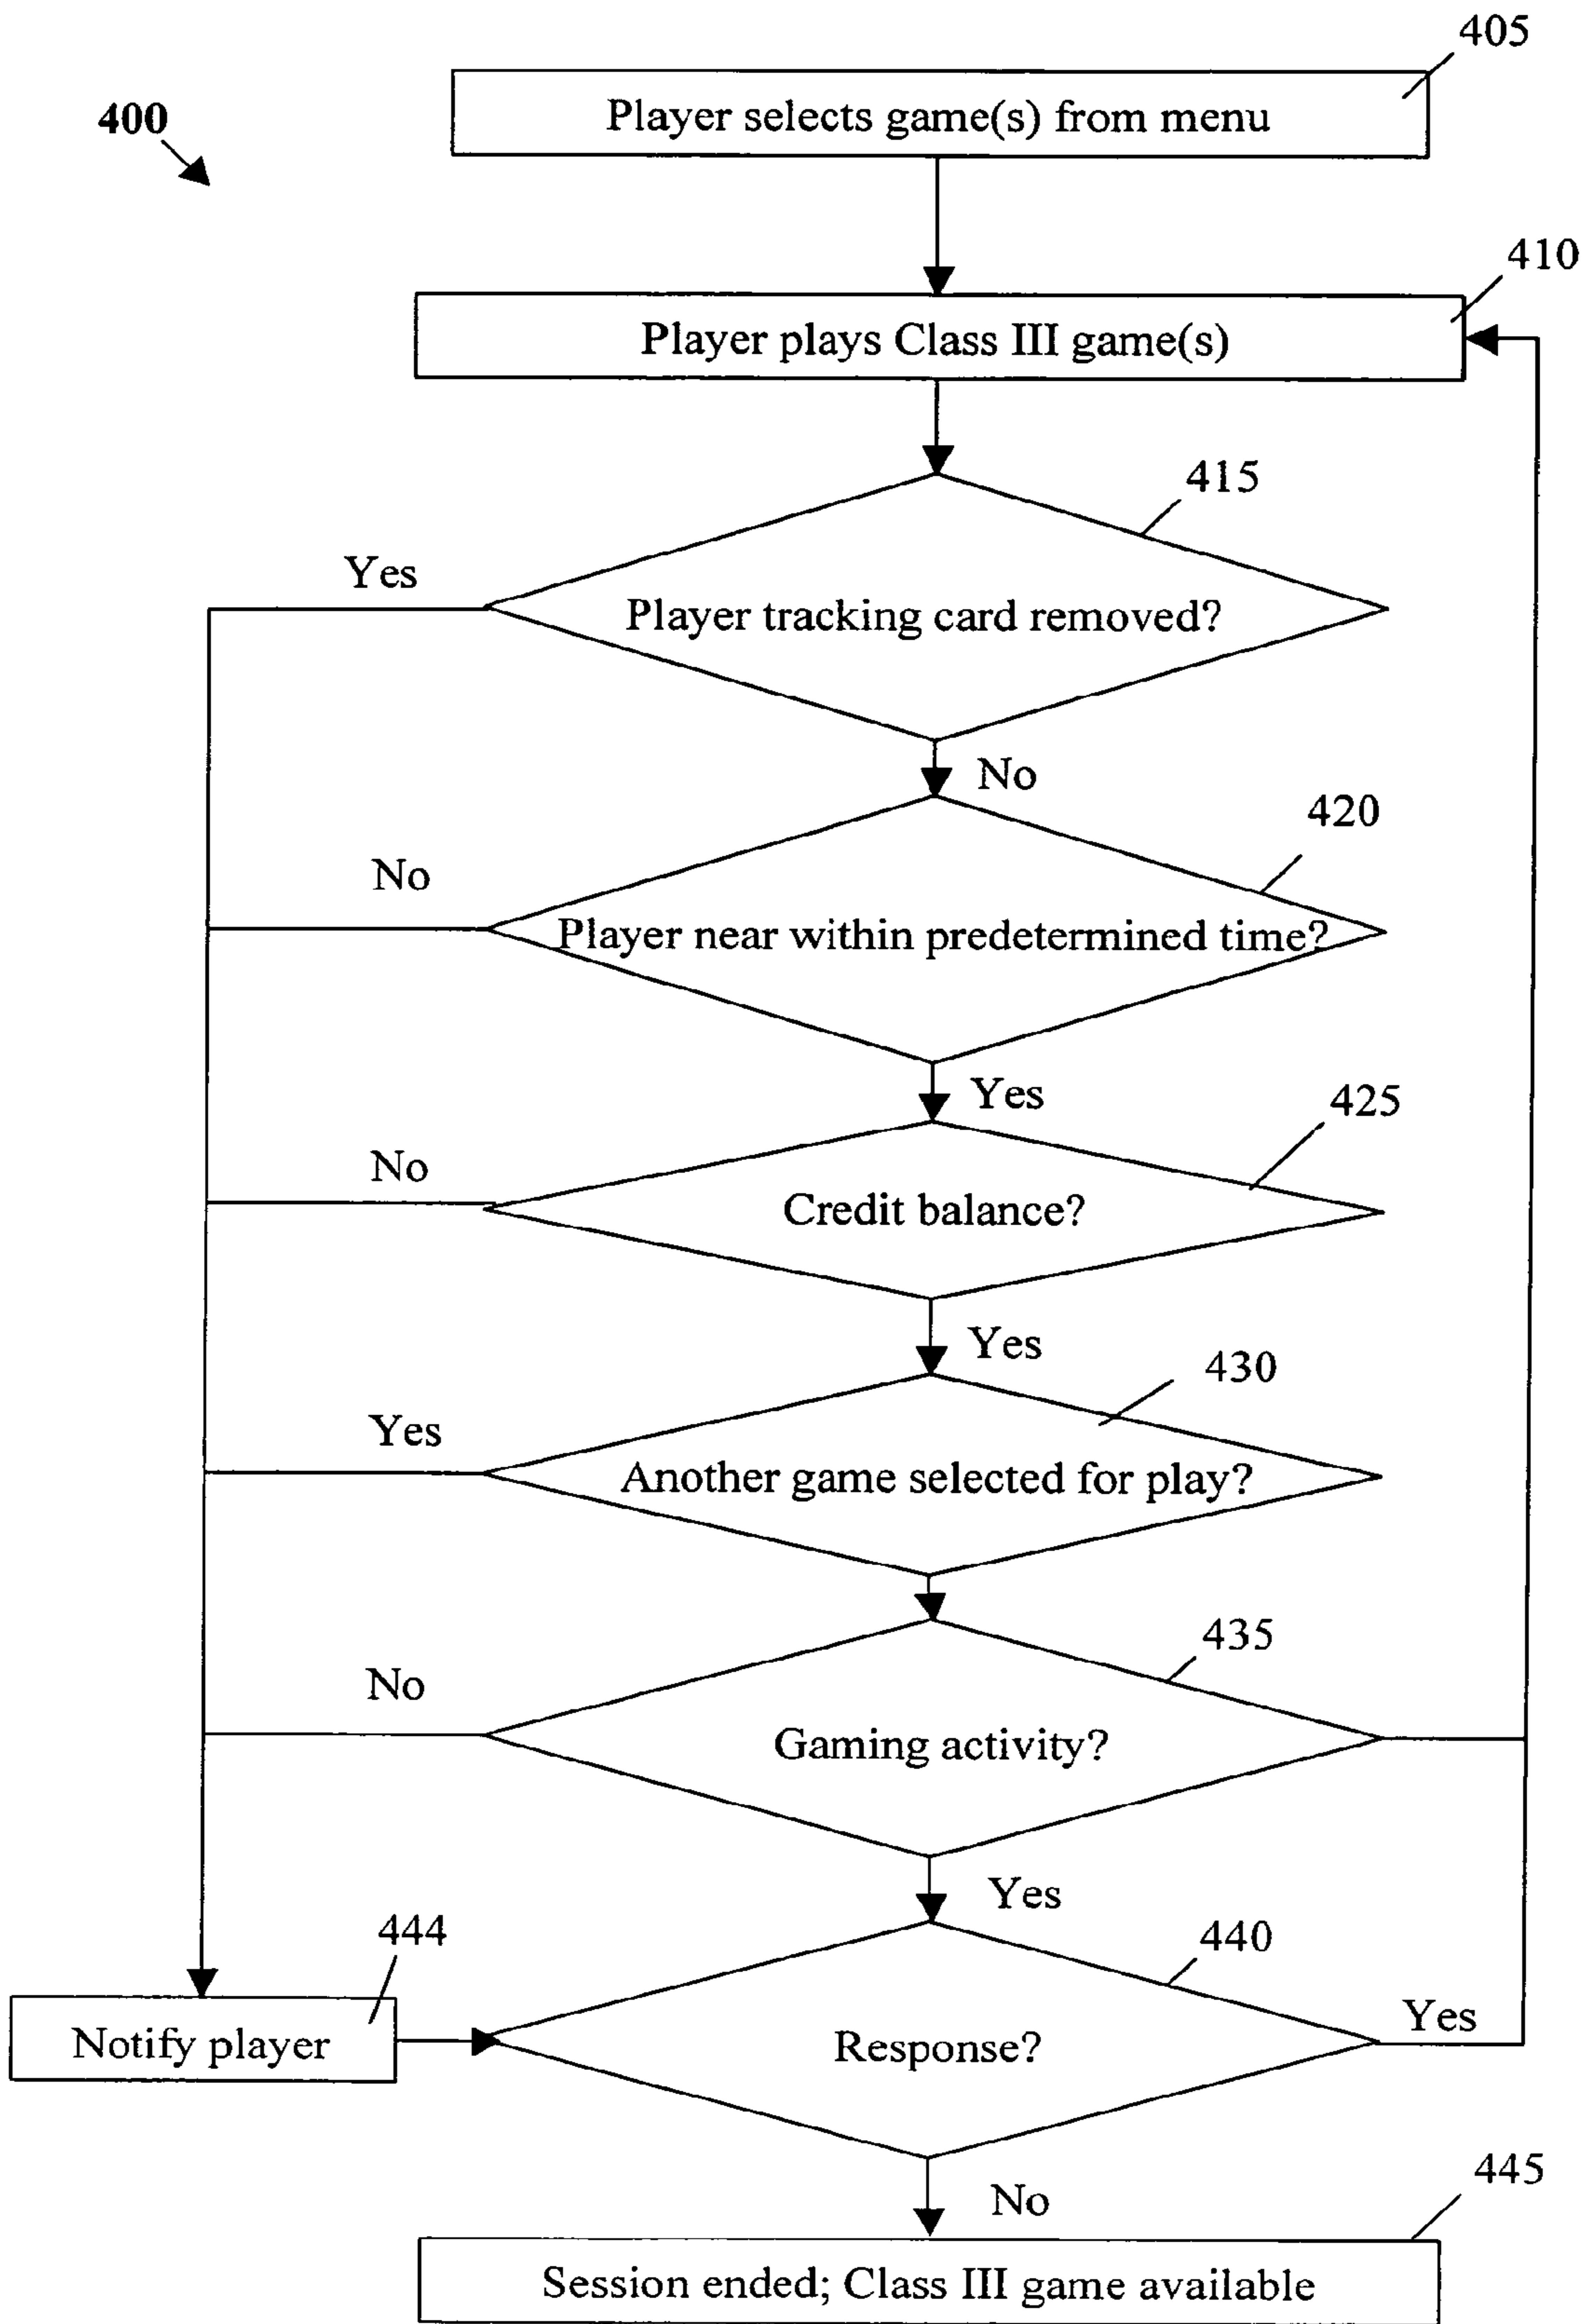 405
400
Player selects game(s) from menu
410
Player plays Class III game(s)
415
Yes
Player tracking card removed?
No
420
No
Player near within predetermined time?
Yes
425
No
Credit balance?
Yes
430
Yes
Another game selected for play?
435
No
Gaming activity?
Yes
444
440
Yes
Notify player
Response?
445
No
Session ended; Class III game available